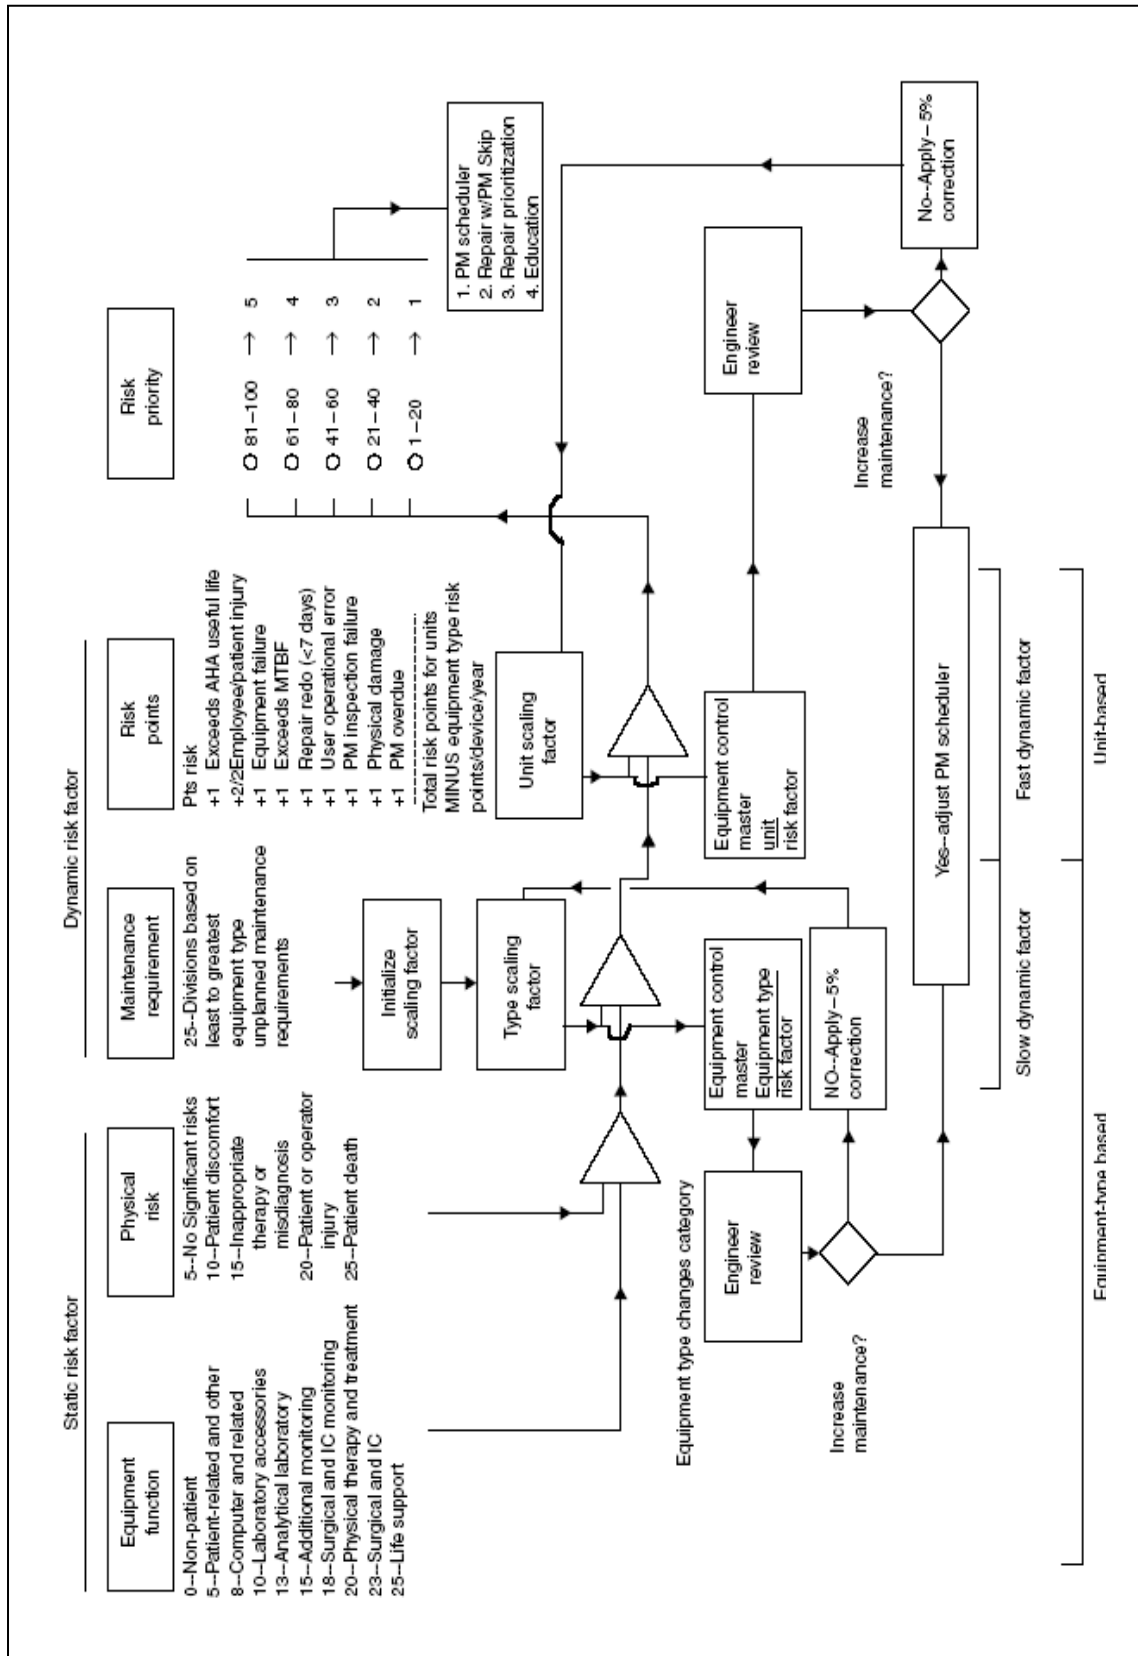 Static risk factor
Dynamic risk factor
Equipment
function
0--Non-patient
5--Patient-related and other
8--Computer and related
10--Laboratory accessories
13--Analytical laboratory
15--Additional monitoring
18--Surgical and IC monitoring
20--Physical therapy and treatment
23--Surgical and IC
25--Life support
Physical
risk
5--No Significant risks
10--Patient discomfort
15--Inappropriate
therapy or
misdiagnosis
20--Patient or operator
injury
25--Patient death
Maintenance
requirement
25--Divisions based on
least to greatest
equipment type
unplanned maintenance
requirements
Risk
points
Pts risk
+1 Exceeds AHA useful life
+2/2Employee/patient injury
+1 Equipment failure
+1 Exceeds MTBF
+1 Repair redo (<7 days)
+1 User operational error
+1 PM inspection failure
+1 Physical damage
+1 PM overdue
Total risk points for units
MINUS equipment type risk
points/device/year
Risk
priority
81–100 → 5
61–80 → 4
41–60 → 3
21–40 → 2
1–20 → 1
1. PM scheduler
2. Repair w/PM Skip
3. Repair prioritization
4. Education
Initialize
scaling factor
Type scaling
factor
Unit scaling
factor
Equipment type changes category
Engineer
review
Equipment control
master
Equipment type
risk factor
Equipment control
master
unit
risk factor
Engineer
review
Increase
maintenance?
NO--Apply–5%
correction
Increase
maintenance?
No--Apply–5%
correction
Yes--adjust PM scheduler
Slow dynamic factor
Fast dynamic factor
Equipment-type based
Unit-based